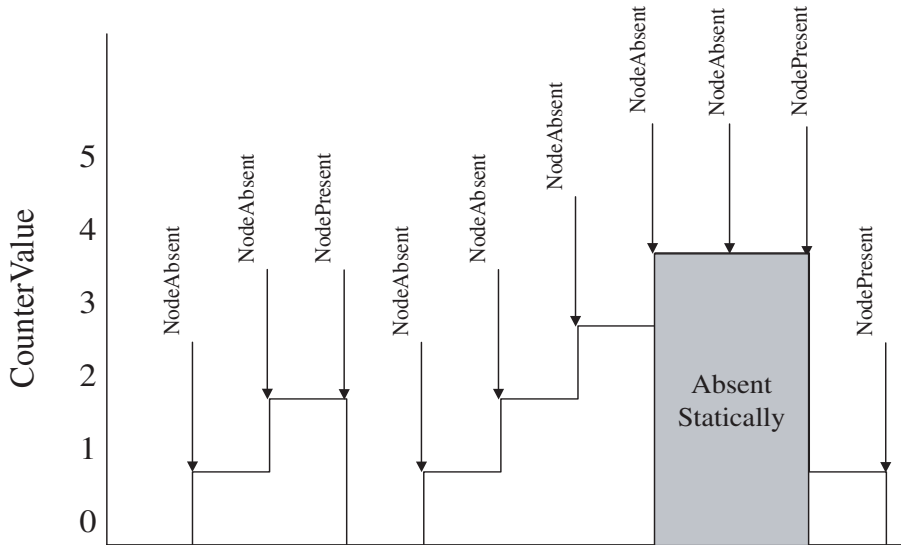 NodeAbsent
NodeAbsent
NodePresent
NodeAbsent
NodeAbsent
NodeAbsent
NodeAbsent
NodeAbsent
NodePresent
NodePresent
CounterValue
5
4
3
2
1
0
Absent
Statically